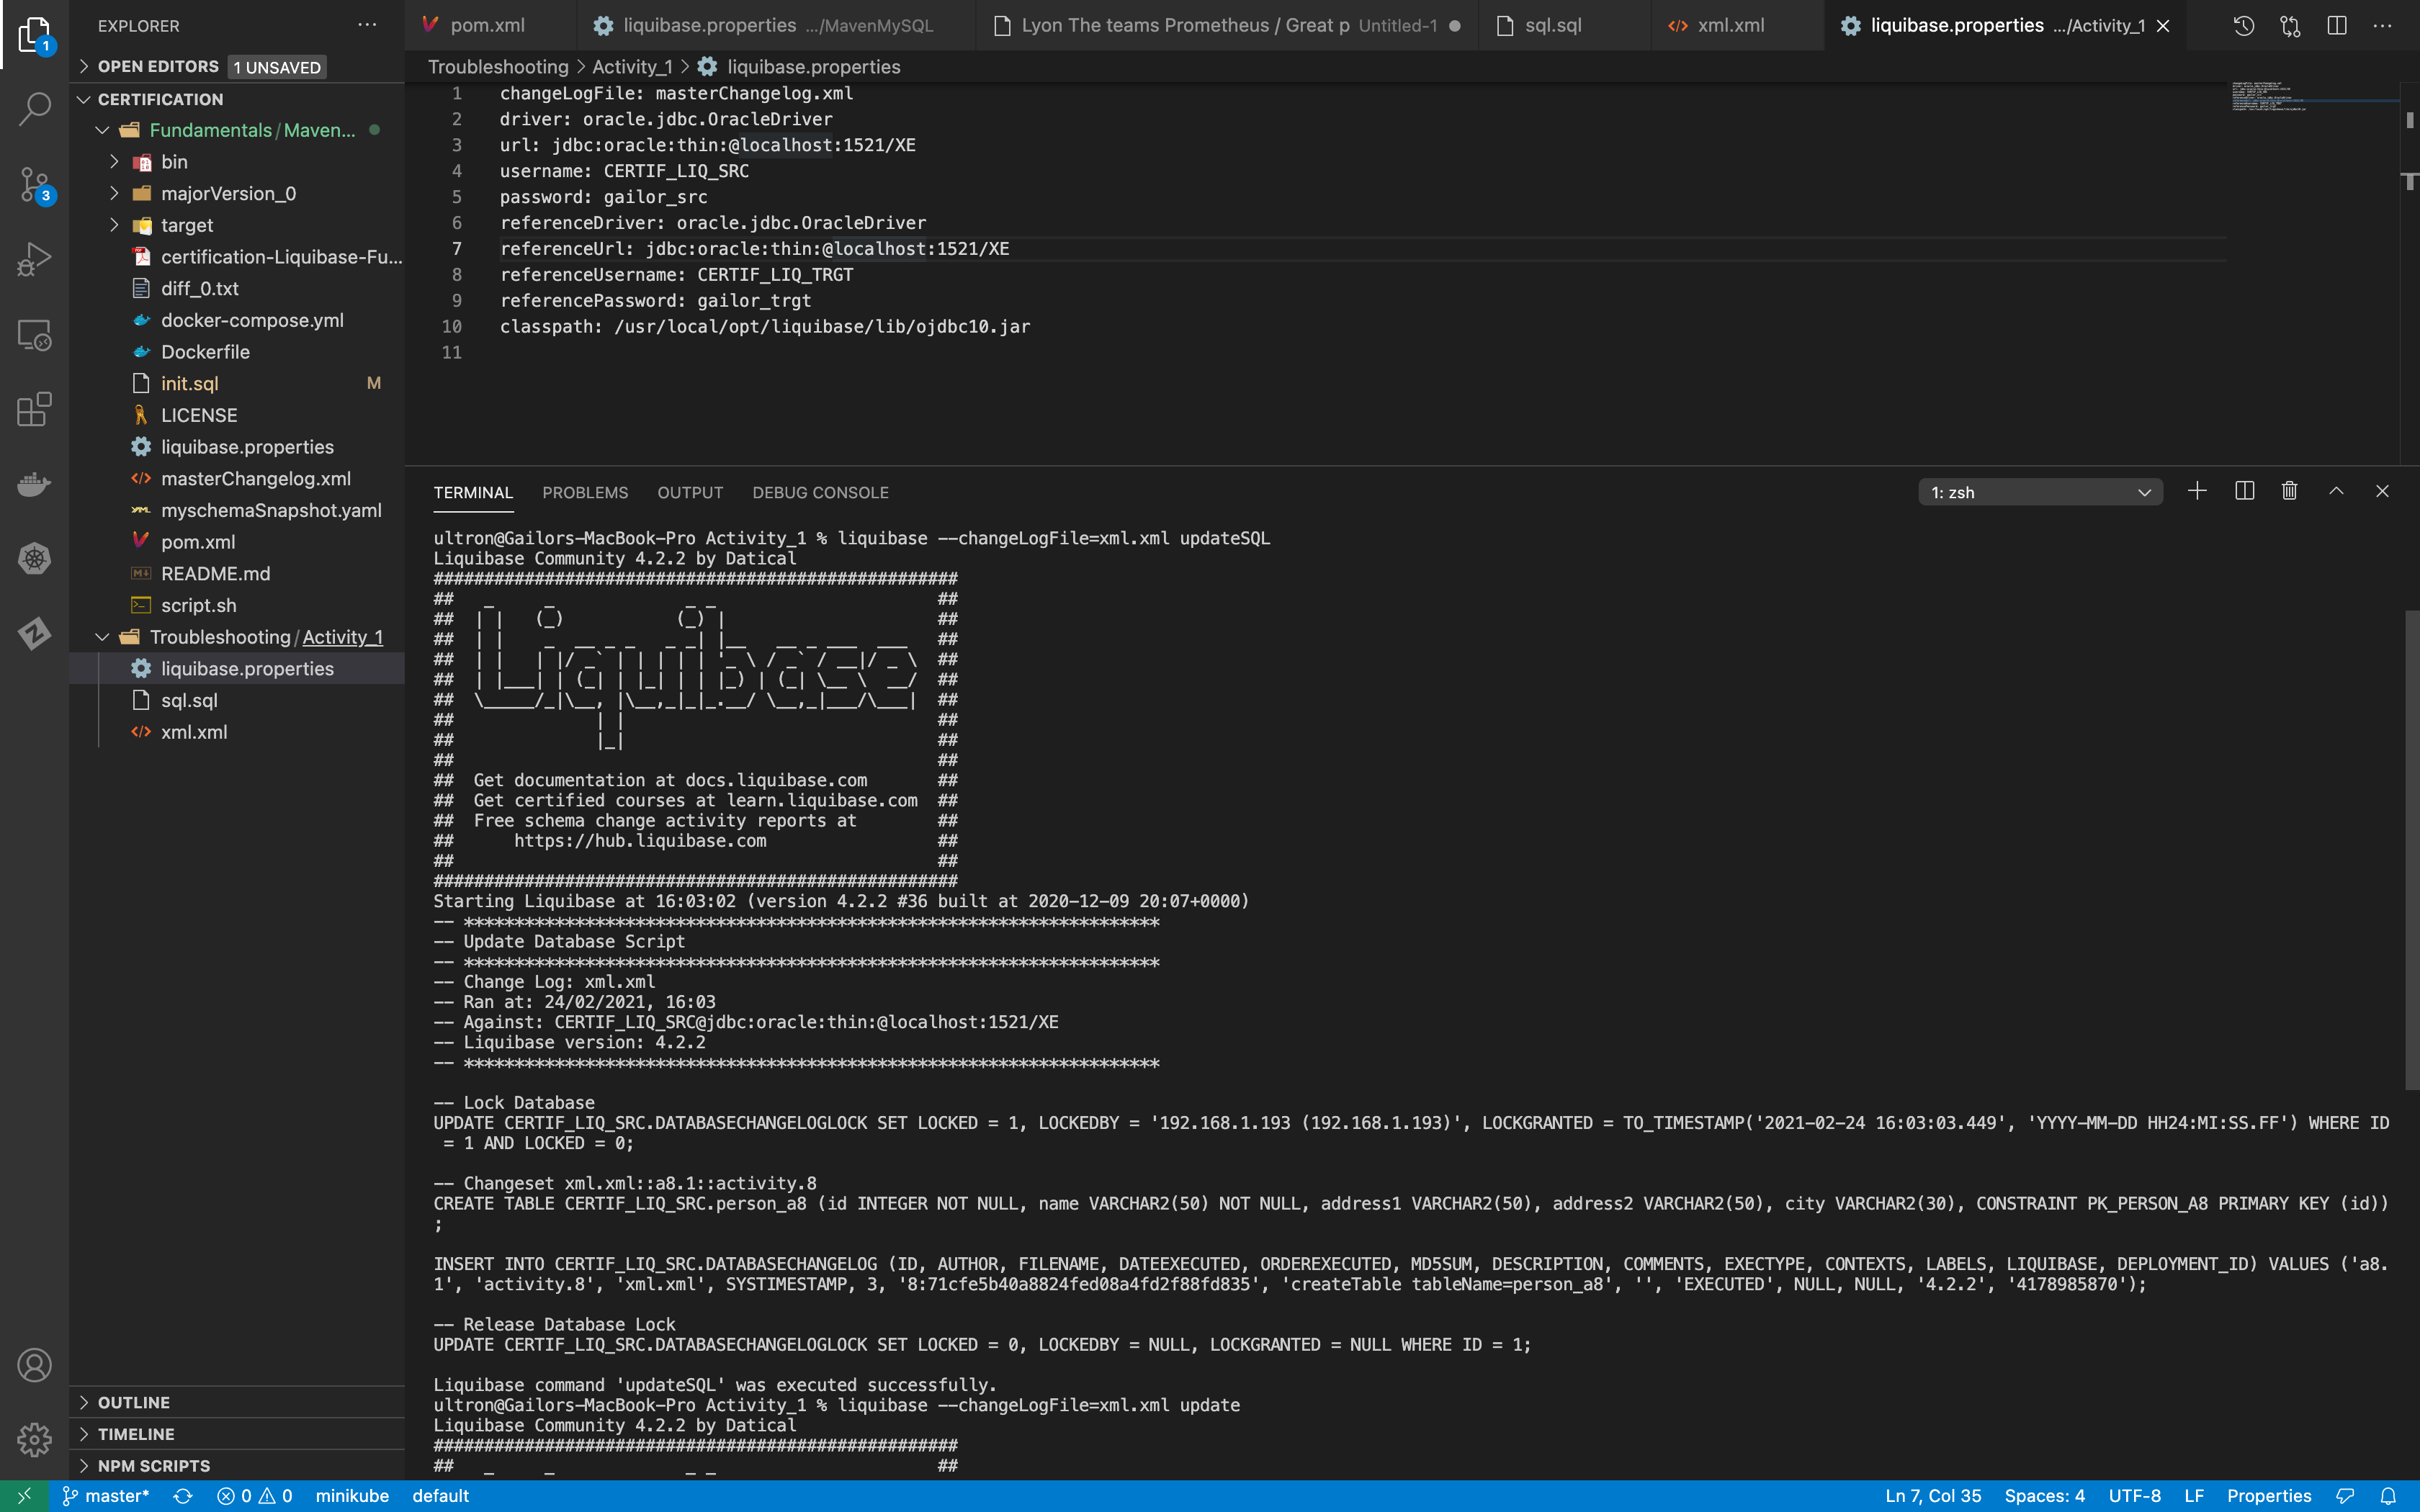 EXPLORER
OPEN EDITORS 1 UNSAVED
CERTIFICATION
Fundamentals / Maven...
bin
majorVersion_0
target
certification-Liquibase-Fu...
diff_0.txt
docker-compose.yml
Dockerfile
init.sql M
LICENSE
liquibase.properties
masterChangelog.xml
myschemaSnapshot.yaml
pom.xml
README.md
script.sh
Troubleshooting / Activity_1
liquibase.properties
sql.sql
xml.xml
OUTLINE
TIMELINE
NPM SCRIPTS
1
3
pom.xml
liquibase.properties .../MavenMySQL
Lyon The teams Prometheus / Great p Untitled-1
sql.sql
xml.xml
liquibase.properties .../Activity_1
Troubleshooting > Activity_1 > liquibase.properties
1 changeLogFile: masterChangelog.xml
2 driver: oracle.jdbc.OracleDriver
3 url: jdbc:oracle:thin:@localhost:1521/XE
4 username: CERTIF_LIQ_SRC
5 password: gailor_src
6 referenceDriver: oracle.jdbc.OracleDriver
7 referenceUrl: jdbc:oracle:thin:@localhost:1521/XE
8 referenceUsername: CERTIF_LIQ_TRGT
9 referencePassword: gailor_trgt
10 classpath: /usr/local/opt/liquibase/lib/ojdbc10.jar
11
TERMINAL PROBLEMS OUTPUT DEBUG CONSOLE
1: zsh
ultron@Gailors-MacBook-Pro Activity_1 % liquibase --changeLogFile=xml.xml updateSQL
Liquibase Community 4.2.2 by Datical
####################################################
Liquibase
## Get documentation at docs.liquibase.com ##
## Get certified courses at learn.liquibase.com ##
## Free schema change activity reports at ##
## https://hub.liquibase.com ##
## ##
####################################################
Starting Liquibase at 16:03:02 (version 4.2.2 #36 built at 2020-12-09 20:07+0000)
-- *********************************************************************
-- Update Database Script
-- *********************************************************************
-- Change Log: xml.xml
-- Ran at: 24/02/2021, 16:03
-- Against: CERTIF_LIQ_SRC@jdbc:oracle:thin:@localhost:1521/XE
-- Liquibase version: 4.2.2
-- *********************************************************************
-- Lock Database
UPDATE CERTIF_LIQ_SRC.DATABASECHANGELOGLOCK SET LOCKED = 1, LOCKEDBY = '192.168.1.193 (192.168.1.193)', LOCKGRANTED = TO_TIMESTAMP('2021-02-24 16:03:03.449', 'YYYY-MM-DD HH24:MI:SS.FF') WHERE ID
= 1 AND LOCKED = 0;
-- Changeset xml.xml::a8.1::activity.8
CREATE TABLE CERTIF_LIQ_SRC.person_a8 (id INTEGER NOT NULL, name VARCHAR2(50) NOT NULL, address1 VARCHAR2(50), address2 VARCHAR2(50), city VARCHAR2(30), CONSTRAINT PK_PERSON_A8 PRIMARY KEY (id))
;
INSERT INTO CERTIF_LIQ_SRC.DATABASECHANGELOG (ID, AUTHOR, FILENAME, DATEEXECUTED, ORDEREXECUTED, MD5SUM, DESCRIPTION, COMMENTS, EXECTYPE, CONTEXTS, LABELS, LIQUIBASE, DEPLOYMENT_ID) VALUES ('a8.
1', 'activity.8', 'xml.xml', SYSTIMESTAMP, 3, '8:71cfe5b40a8824fed08a4fd2f88fd835', 'createTable tableName=person_a8', '', 'EXECUTED', NULL, NULL, '4.2.2', '4178985870');
-- Release Database Lock
UPDATE CERTIF_LIQ_SRC.DATABASECHANGELOGLOCK SET LOCKED = 0, LOCKEDBY = NULL, LOCKGRANTED = NULL WHERE ID = 1;
Liquibase command 'updateSQL' was executed successfully.
ultron@Gailors-MacBook-Pro Activity_1 % liquibase --changeLogFile=xml.xml update
Liquibase Community 4.2.2 by Datical
####################################################
## _ _ _ _ ##
master* 0 0 minikube default
Ln 7, Col 35 Spaces: 4 UTF-8 LF Properties